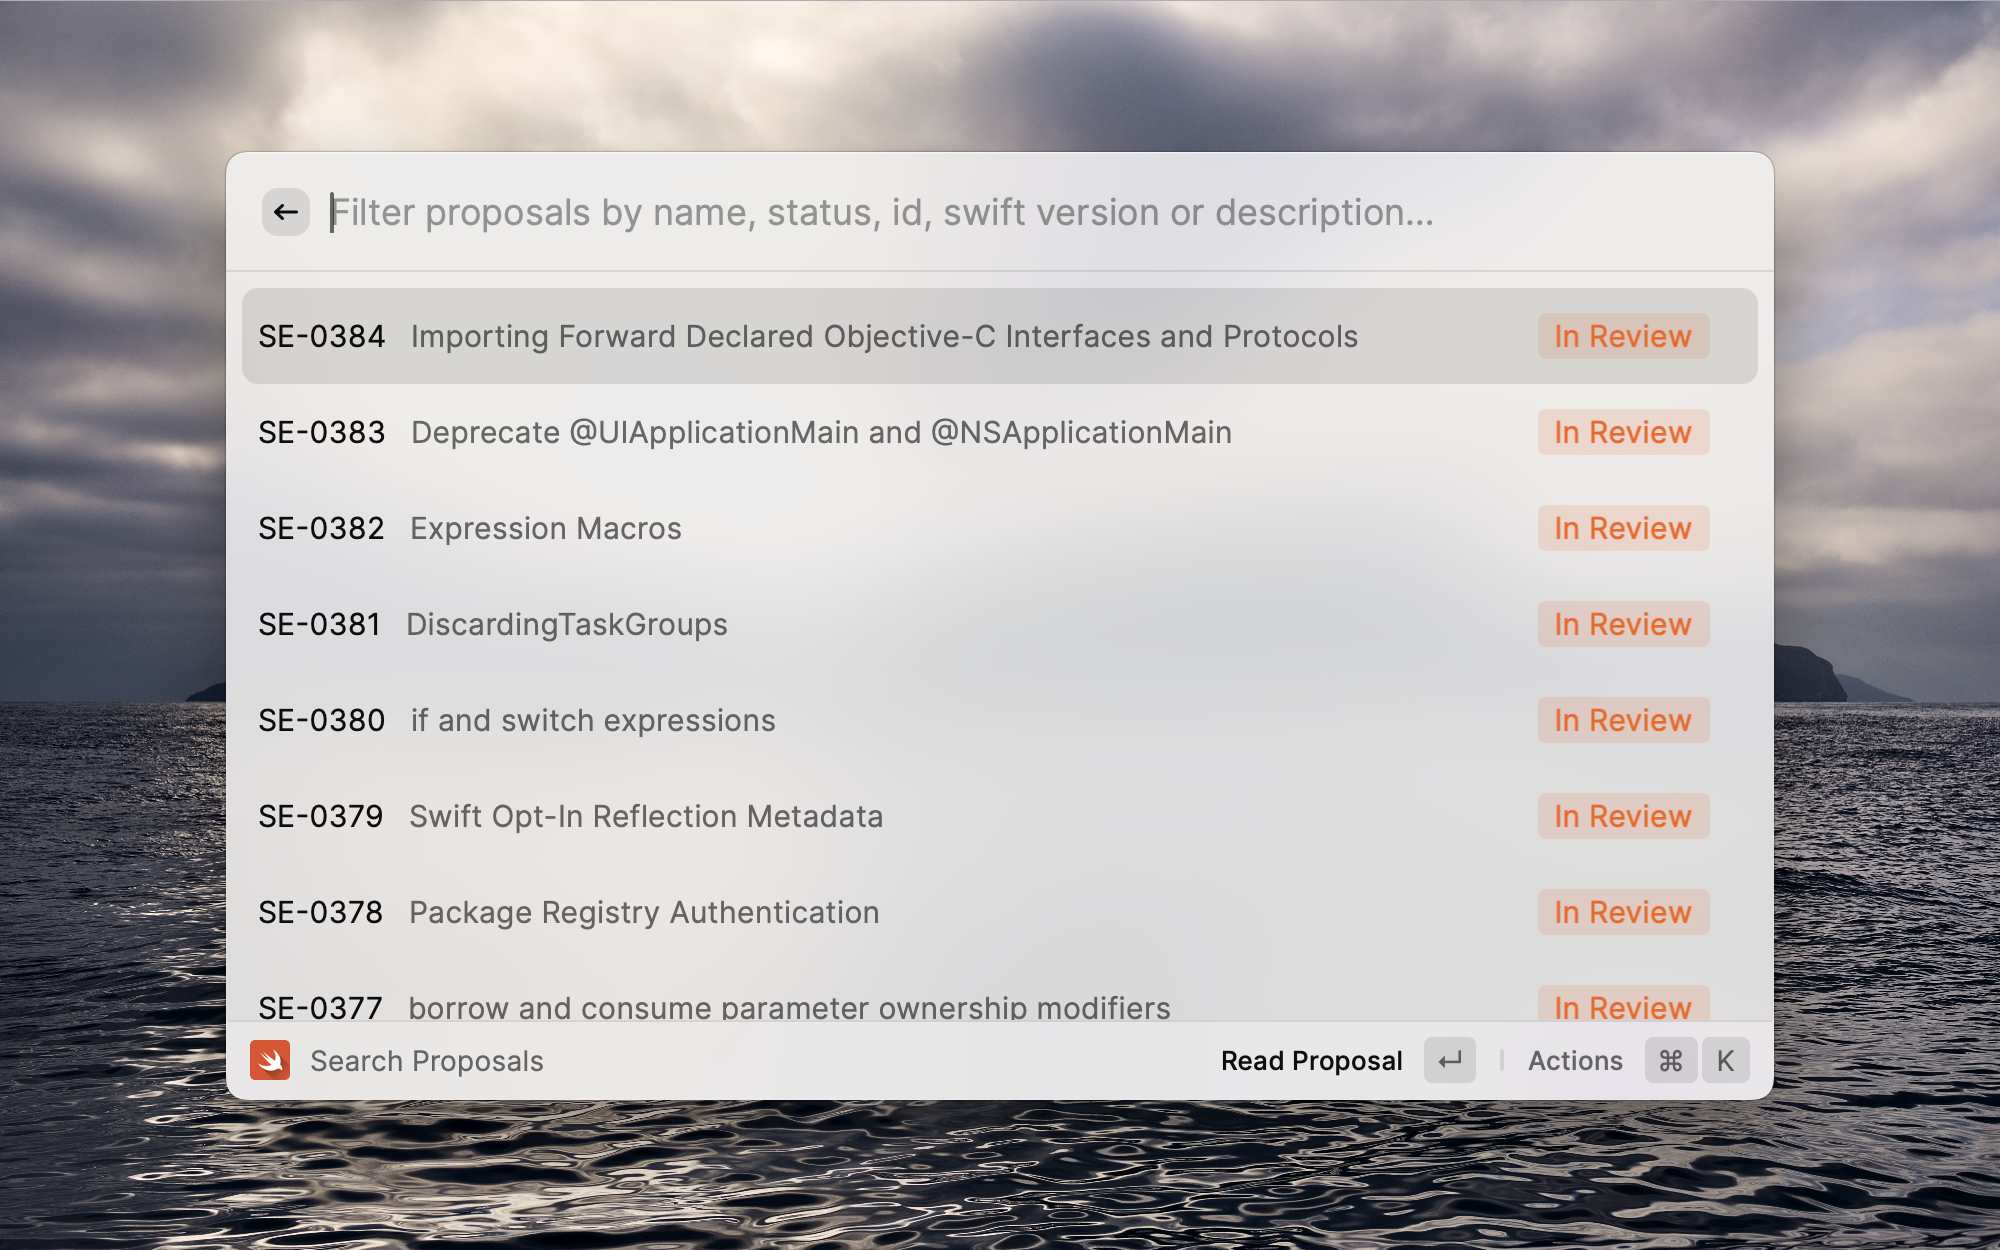 Filter proposals by name, status, id, swift version or description...
SE-0384 Importing Forward Declared Objective-C Interfaces and Protocols In Review
SE-0383 Deprecate @UIApplicationMain and @NSApplicationMain In Review
SE-0382 Expression Macros In Review
SE-0381 DiscardingTaskGroups In Review
SE-0380 if and switch expressions In Review
SE-0379 Swift Opt-In Reflection Metadata In Review
SE-0378 Package Registry Authentication In Review
SE-0377 borrow and consume parameter ownership modifiers In Review
Search Proposals Read Proposal ↵ Actions ⌘ K